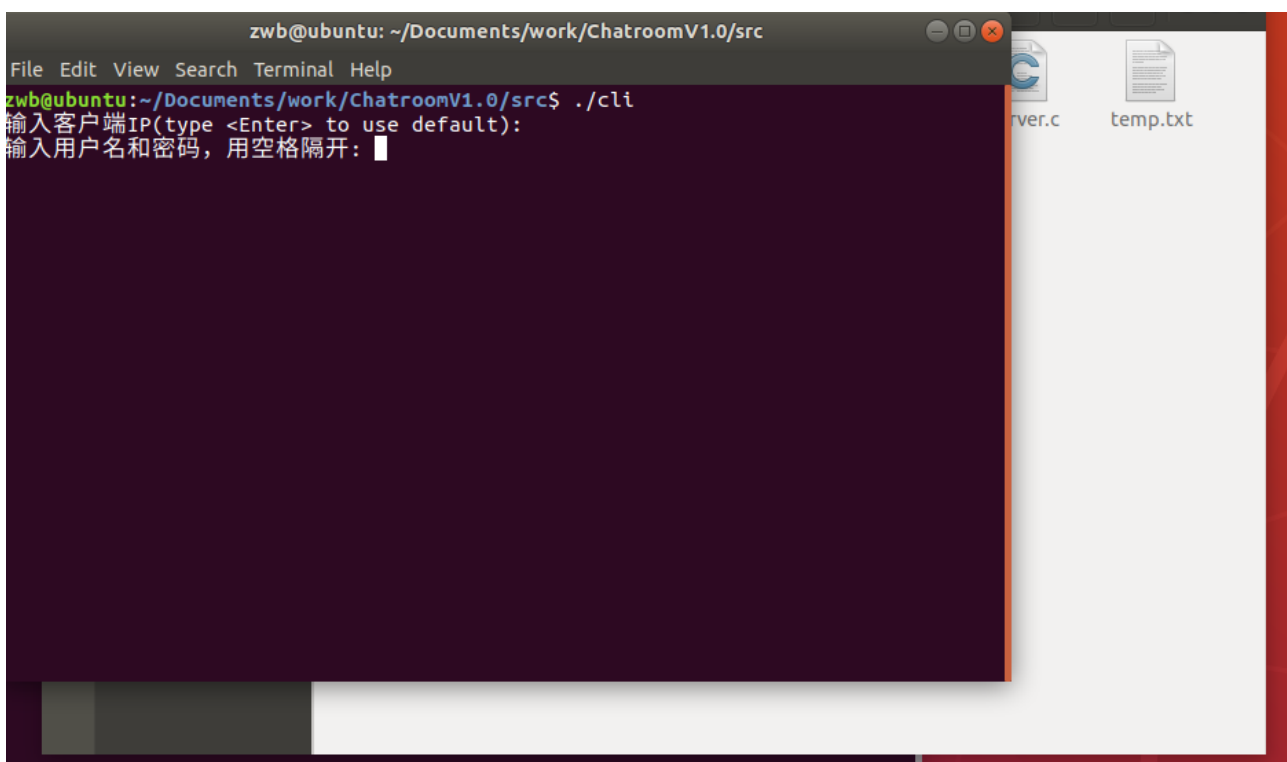 zwb@ubuntu: ~/Documents/work/ChatroomV1.0/src
File Edit View Search Terminal Help
zwb@ubuntu:~/Documents/work/ChatroomV1.0/src$ ./cli
输入客户端IP(type <Enter> to use default):
输入用户名和密码，用空格隔开:
rver.c temp.txt